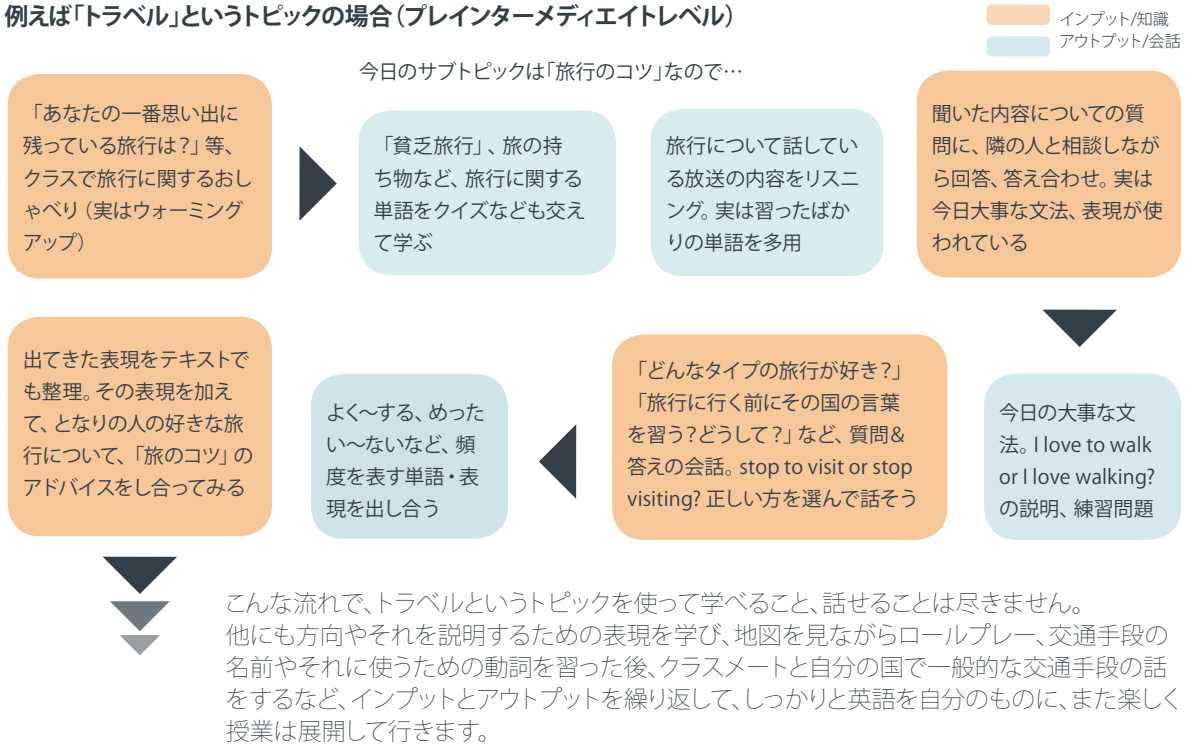 例えば「トラベル」というトピックの場合（プレインターメディエイトレベル）
インプット/知識
アウトプット/会話
今日のサブトピックは「旅行のコツ」なので…
「あなたの一番思い出に
残っている旅行は？」等、
クラスで旅行に関するおし
ゃべり（実はウォーミング
アップ）
「貧乏旅行」、旅の持
ち物など、旅行に関する
単語をクイズなども交え
て学ぶ
旅行について話してい
る放送の内容をリスニ
ング。実は習ったばか
りの単語を多用
聞いた内容についての質
問に、隣の人と相談しなが
ら回答、答え合わせ。実は
今日大事な文法、表現が使
われている
今日の大事な文
法。I love to walk
or I love walking?
の説明、練習問題
「どんなタイプの旅行が好き？」
「旅行に行く前にその国の言葉
を習う？どうして？」など、質問＆
答えの会話。stop to visit or stop
visiting? 正しい方を選んで話そう
よく～する、めった
い～ないなど、頻
度を表す単語・表
現を出し合う
出てきた表現をテキストで
も整理。その表現を加え
て、となりの人の好きな旅
行について、「旅のコツ」の
アドバイスをし合ってみる
こんな流れで、トラベルというトピックを使って学べること、話せることは尽きません。
他にも方向やそれを説明するための表現を学び、地図を見ながらロールプレー、交通手段の
名前やそれに使うための動詞を習った後、クラスメートと自分の国で一般的な交通手段の話
をするなど、インプットとアウトプットを繰り返して、しっかりと英語を自分のものに、また楽しく
授業は展開して行きます。